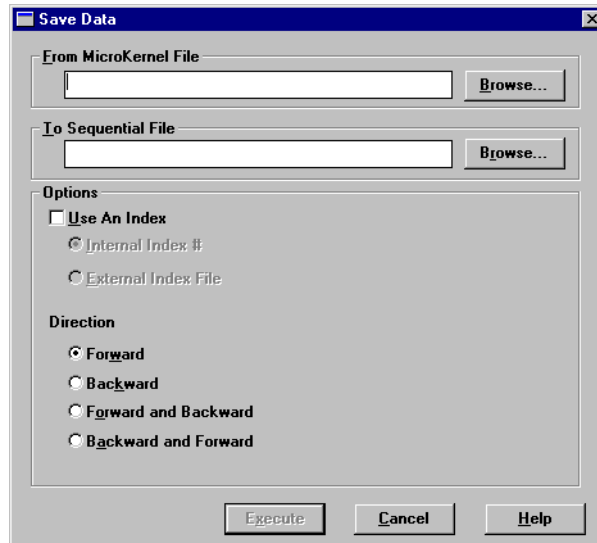 Save Data
From MicroKernel File
Browse...
To Sequential File
Browse...
Options
Use An Index
Internal Index #
External Index File
Direction
Forward
Backward
Forward and Backward
Backward and Forward
Execute Cancel Help